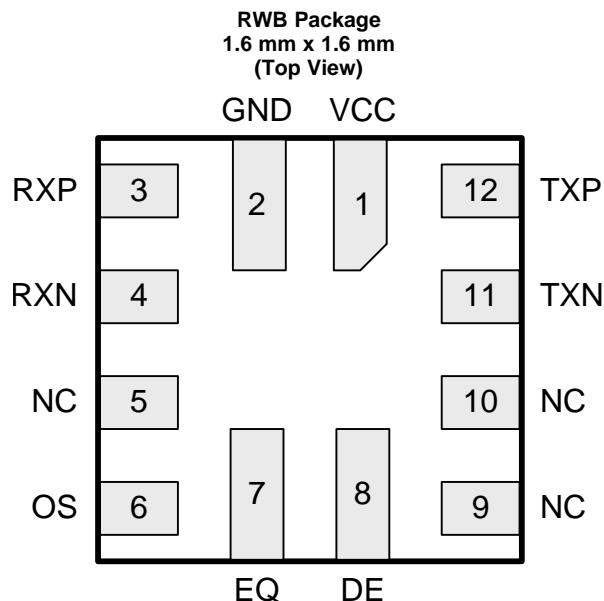 RWB Package
1.6 mm x 1.6 mm
(Top View)
GND VCC
RXP 3 2 1 12 TXP
RXN 4 11 TXN
NC 5 10 NC
OS 6 7 8 9 NC
EQ DE